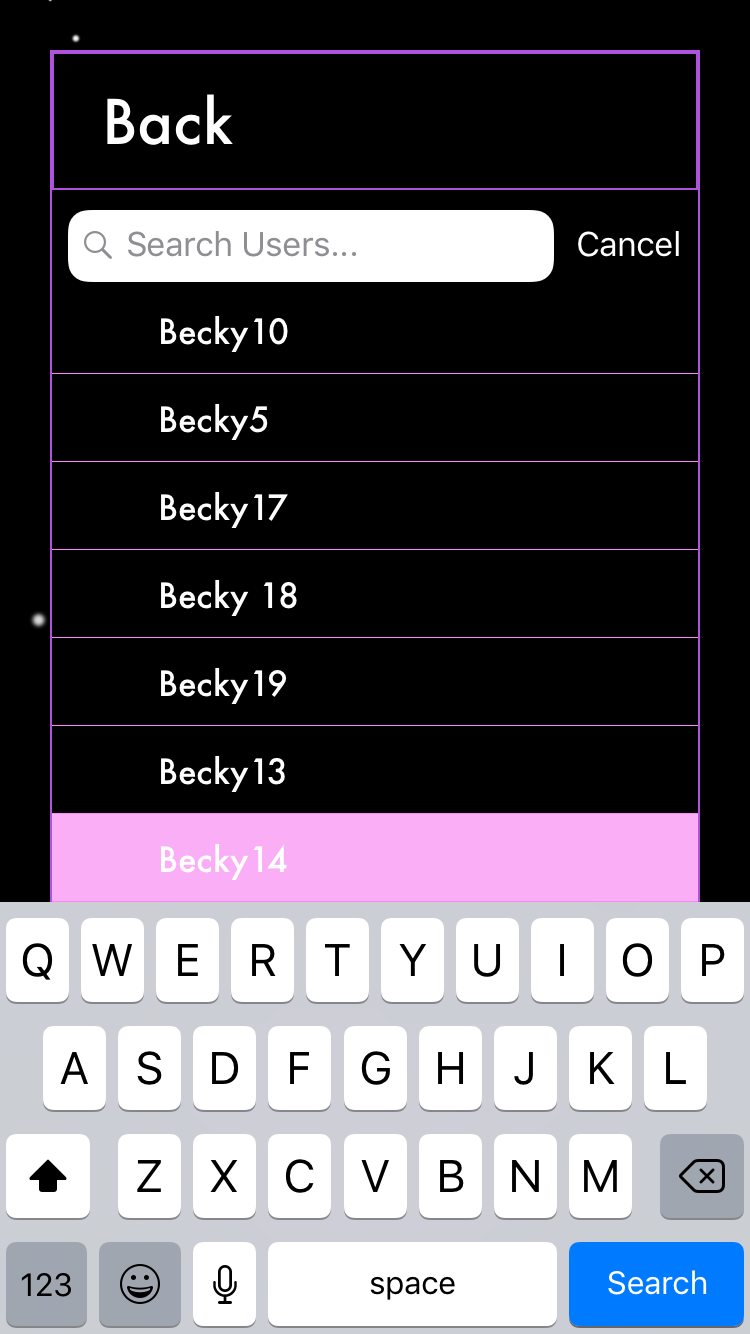 Back
Search Users...
Cancel
Becky10
Becky5
Becky17
Becky 18
Becky19
Becky13
Becky14
Q W E R T Y U I O P
A S D F G H J K L
Z X C V B N M
123 space Search